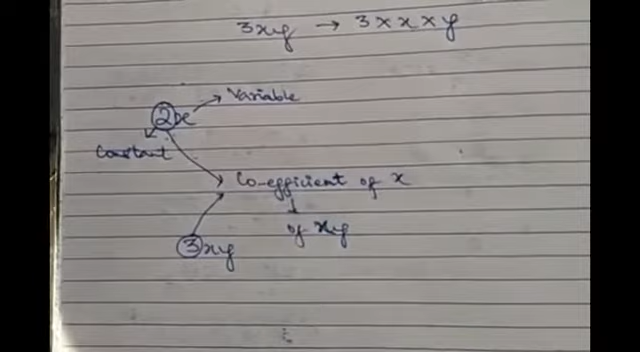 3xy → 3 × x × y
2x → Variable
Constant
Co-efficient of x
↓
of xy
3xy